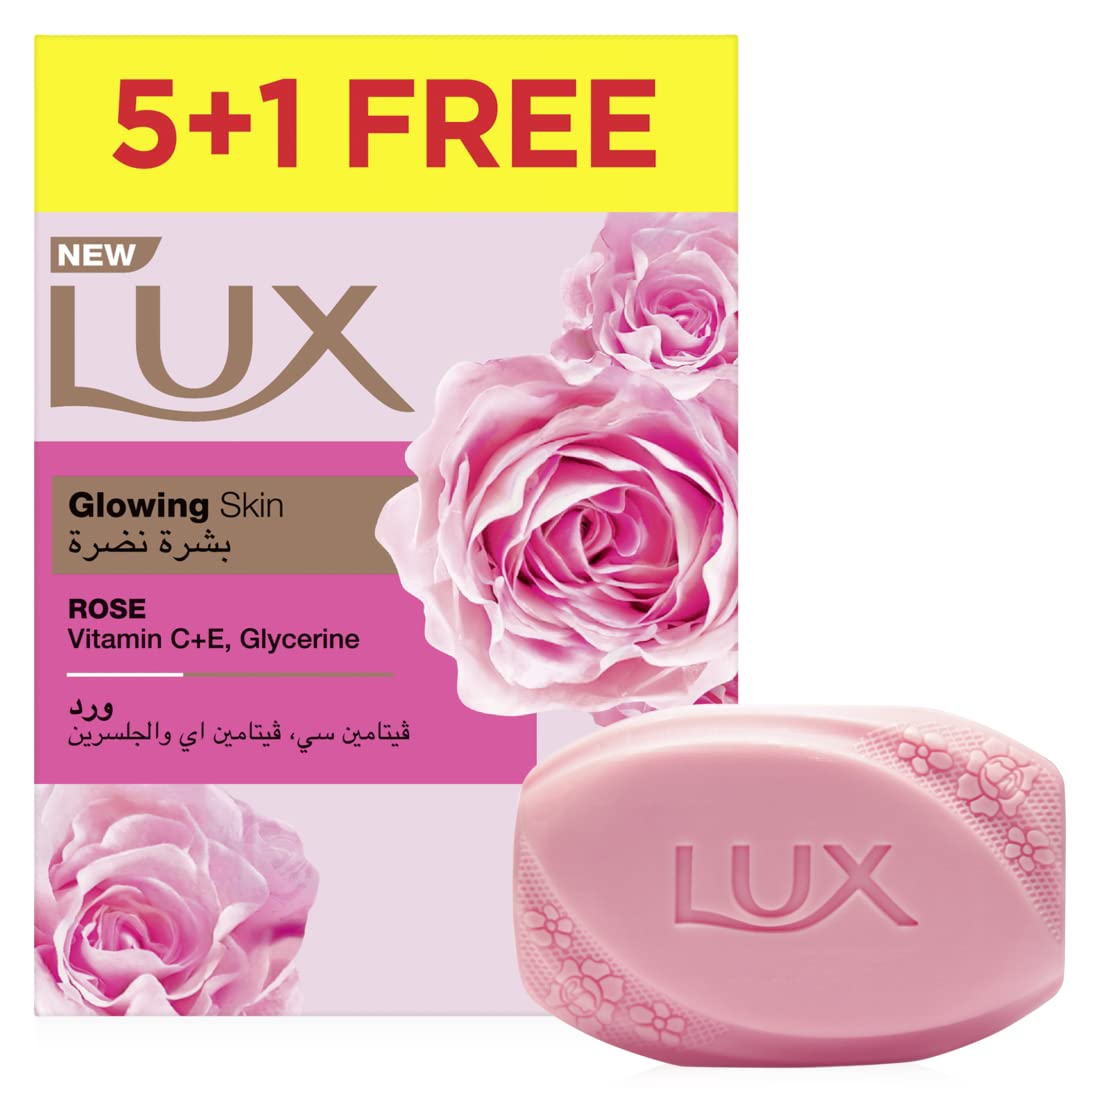 5+1 FREE
NEW
LUX
Glowing Skin
بشرة نضرة
ROSE
Vitamin C+E, Glycerine
ورد
ڤيتامين سي، ڤيتامين اي والجلسرين
LUX